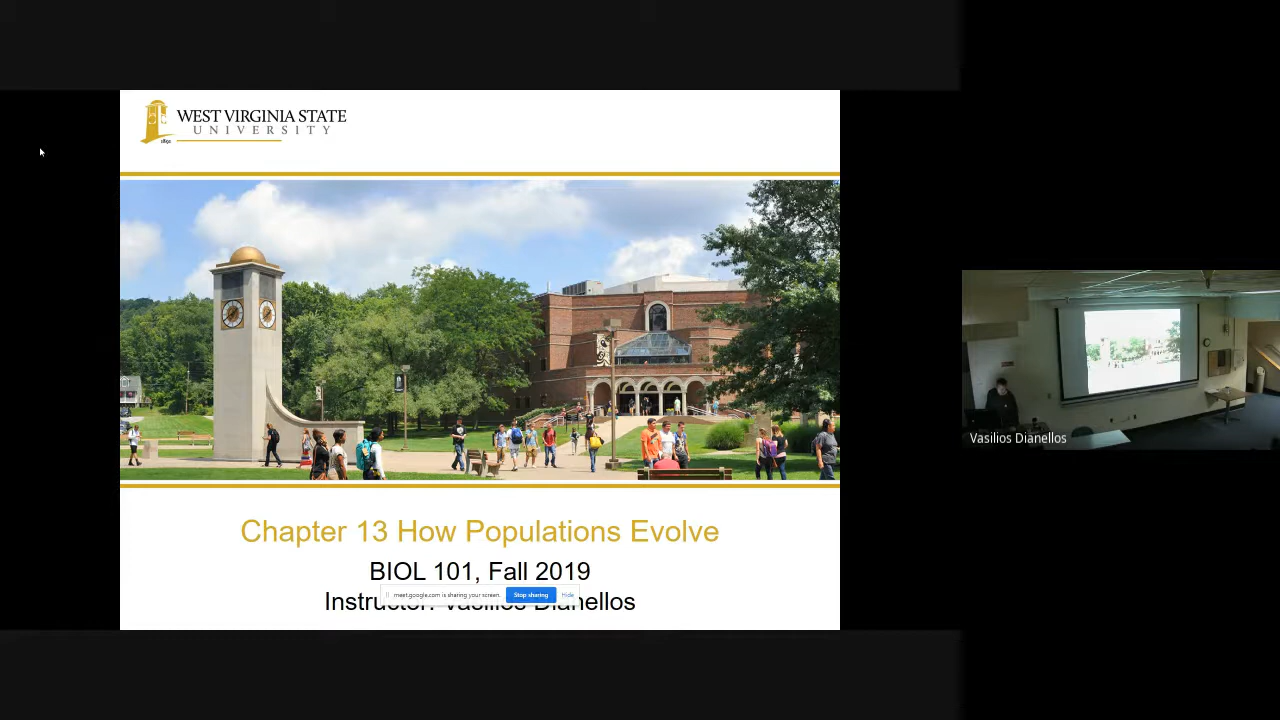 WEST VIRGINIA STATE
UNIVERSITY
1891
Chapter 13 How Populations Evolve
BIOL 101, Fall 2019
meet.google.com is sharing your screen.
Stop sharing
Hide
Instructor: Vasilios Dianellos
Vasilios Dianellos